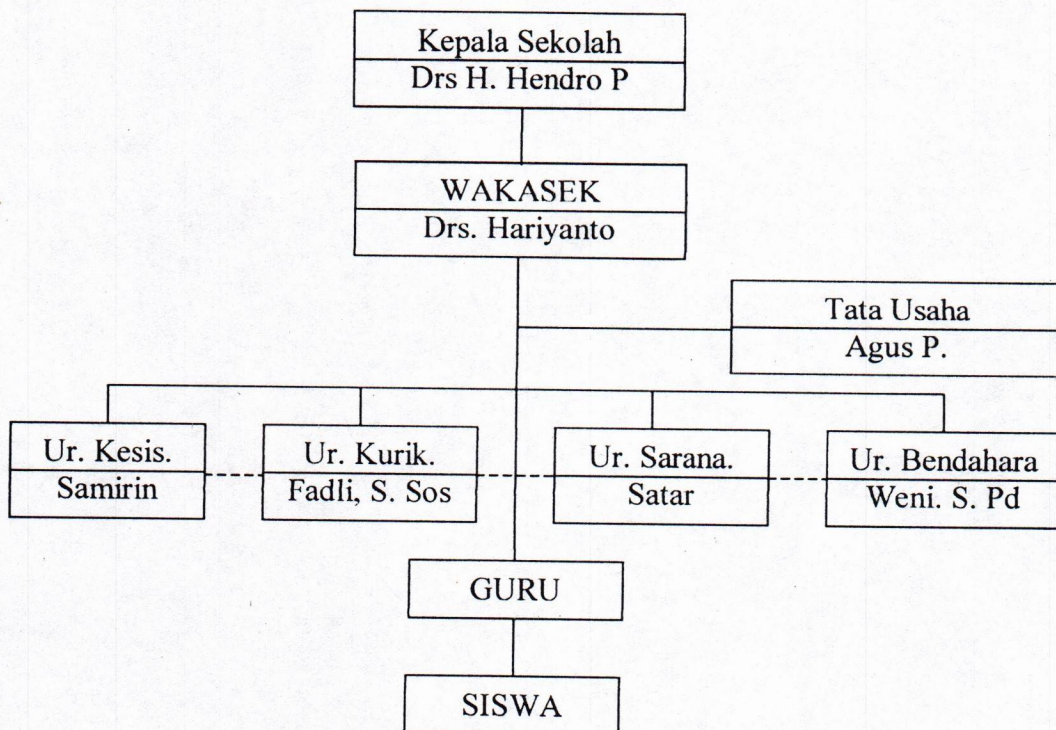 Kepala Sekolah
Drs H. Hendro P
WAKASEK
Drs. Hariyanto
Tata Usaha
Agus P.
Ur. Kesis.
Samirin
Ur. Kurik.
Fadli, S. Sos
Ur. Sarana.
Satar
Ur. Bendahara
Weni. S. Pd
GURU
SISWA